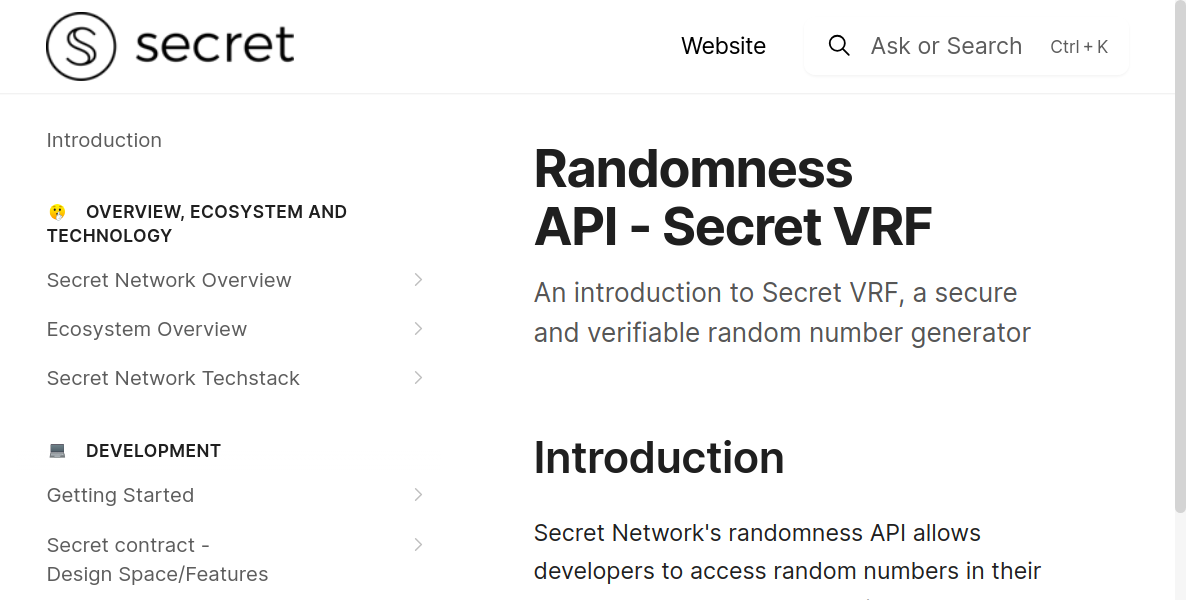 secret
Website
Ask or Search Ctrl + K
Introduction
OVERVIEW, ECOSYSTEM AND
TECHNOLOGY
Secret Network Overview
Ecosystem Overview
Secret Network Techstack
DEVELOPMENT
Getting Started
Secret contract -
Design Space/Features
Randomness
API - Secret VRF
An introduction to Secret VRF, a secure
and verifiable random number generator
Introduction
Secret Network's randomness API allows
developers to access random numbers in their